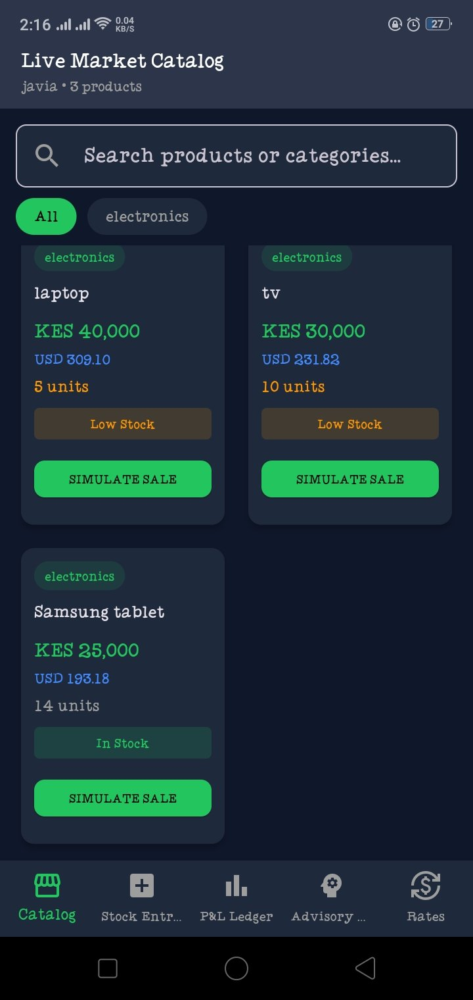 2:16
0.04
KB/S
27
Live Market Catalog
javia • 3 products
Search products or categories...
All
electronics
electronics
laptop
KES 40,000
USD 309.10
5 units
Low Stock
SIMULATE SALE
electronics
tv
KES 30,000
USD 231.82
10 units
Low Stock
SIMULATE SALE
electronics
Samsung tablet
KES 25,000
USD 193.18
14 units
In Stock
SIMULATE SALE
Catalog
Stock Entr...
P&L Ledger
Advisory ...
Rates